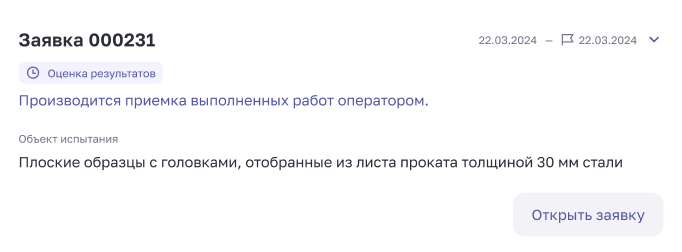 Заявка 000231
22.03.2024 – 22.03.2024
Оценка результатов
Производится приемка выполненных работ оператором.
Объект испытания
Плоские образцы с головками, отобранные из листа проката толщиной 30 мм стали
Открыть заявку